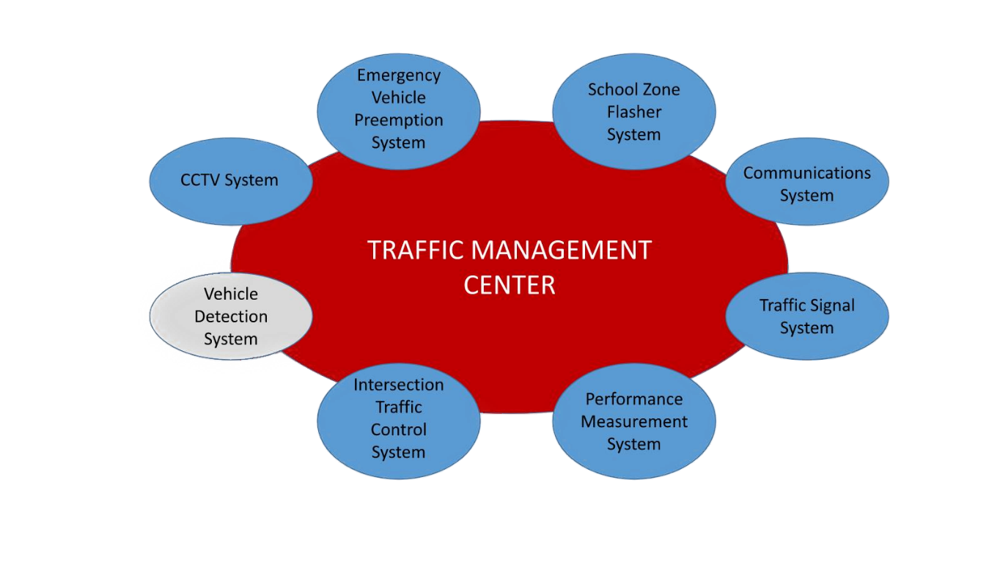 Emergency
Vehicle
Preemption
System
School Zone
Flasher
System
CCTV System
Communications
System
TRAFFIC MANAGEMENT
CENTER
Vehicle
Detection
System
Traffic Signal
System
Intersection
Traffic
Control
System
Performance
Measurement
System